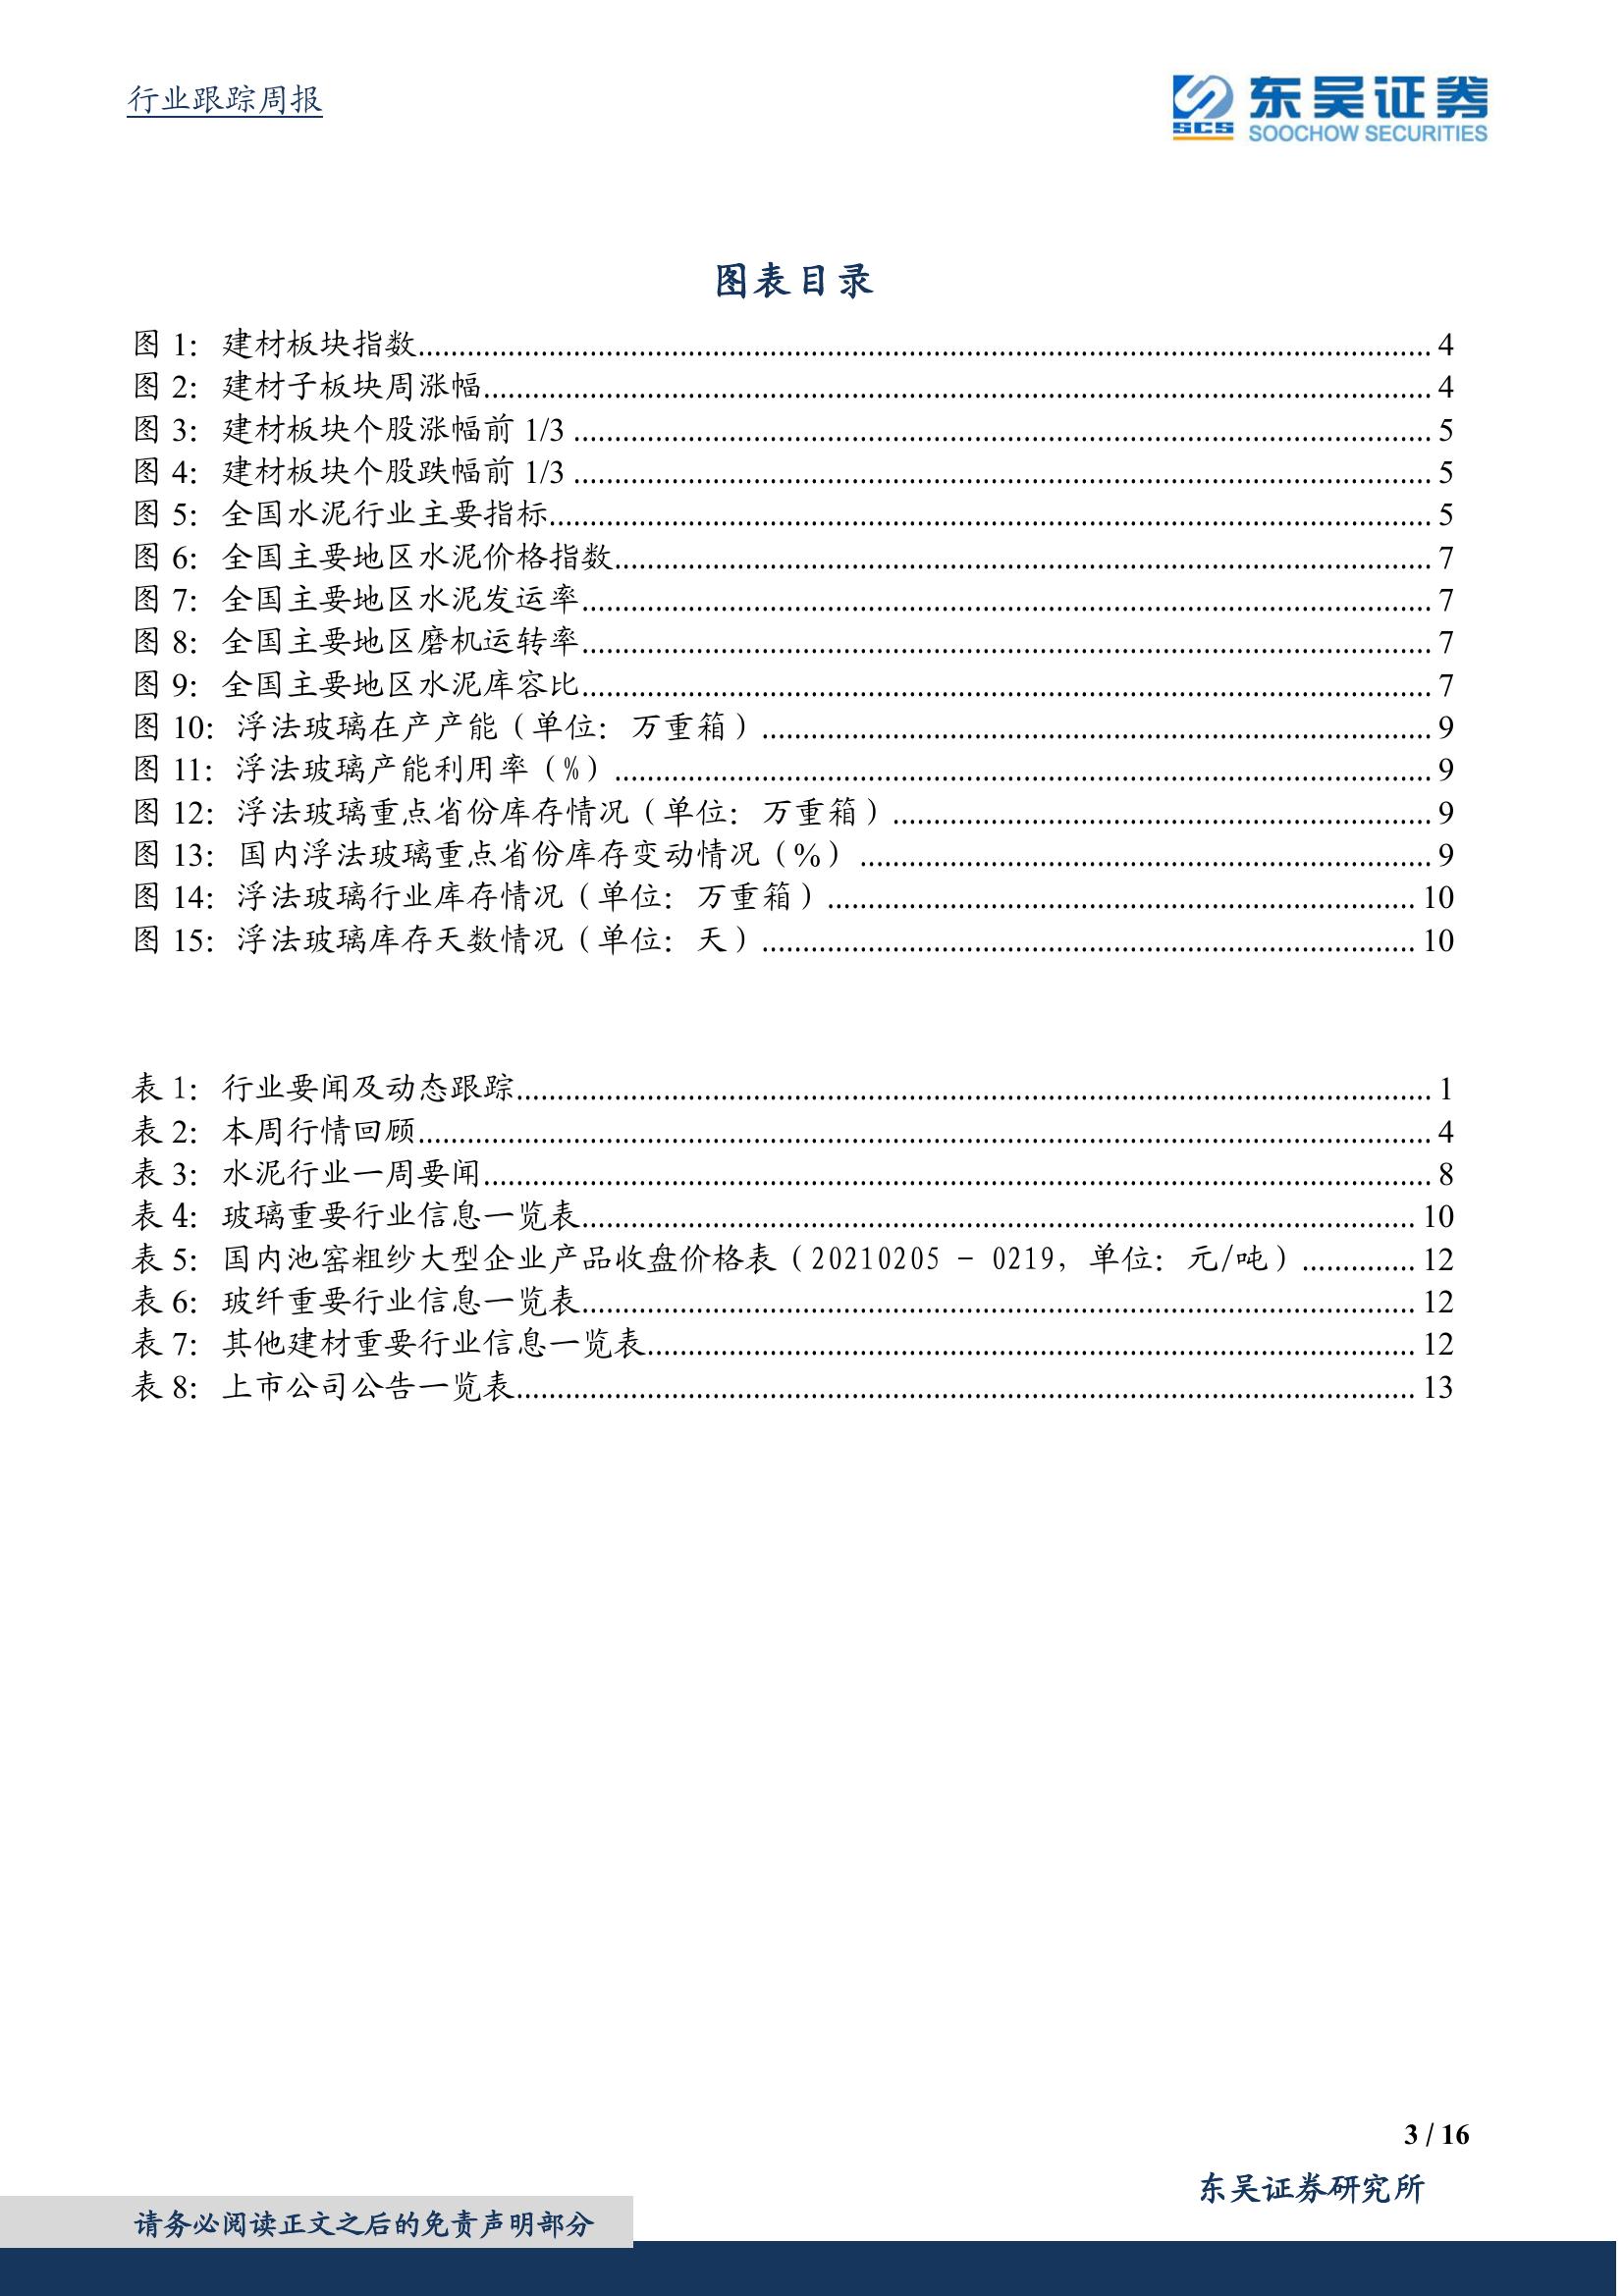 行业跟踪周报
SCS 东吴证券
SOOCHOW SECURITIES
图表目录
图 1：建材板块指数 4
图 2：建材子板块周涨幅 4
图 3：建材板块个股涨幅前 1/3 5
图 4：建材板块个股跌幅前 1/3 5
图 5：全国水泥行业主要指标 5
图 6：全国主要地区水泥价格指数 7
图 7：全国主要地区水泥发运率 7
图 8：全国主要地区磨机运转率 7
图 9：全国主要地区水泥库容比 7
图 10：浮法玻璃在产产能（单位：万重箱） 9
图 11：浮法玻璃产能利用率（%） 9
图 12：浮法玻璃重点省份库存情况（单位：万重箱） 9
图 13：国内浮法玻璃重点省份库存变动情况（%） 9
图 14：浮法玻璃行业库存情况（单位：万重箱） 10
图 15：浮法玻璃库存天数情况（单位：天） 10
表 1：行业要闻及动态跟踪 1
表 2：本周行情回顾 4
表 3：水泥行业一周要闻 8
表 4：玻璃重要行业信息一览表 10
表 5：国内池窑粗纱大型企业产品收盘价格表（20210205 - 0219，单位：元/吨） 12
表 6：玻纤重要行业信息一览表 12
表 7：其他建材重要行业信息一览表 12
表 8：上市公司公告一览表 13
3 / 16
东吴证券研究所
请务必阅读正文之后的免责声明部分